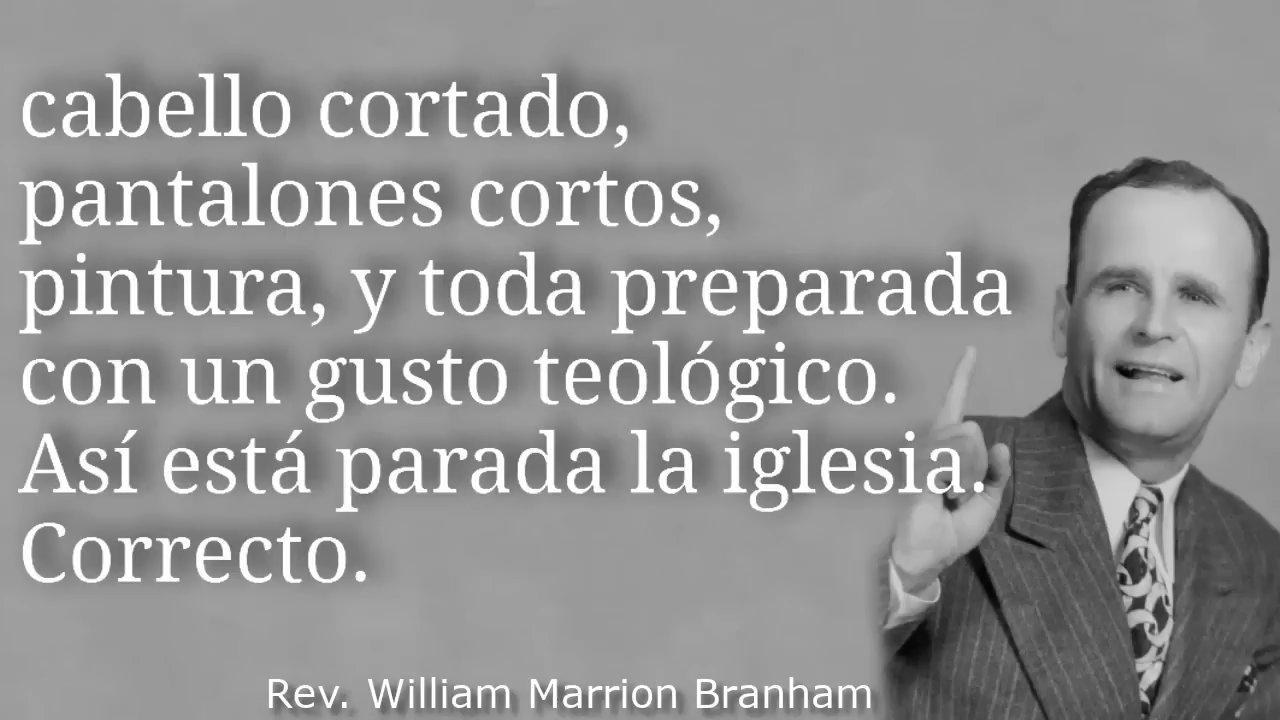 cabello cortado,
pantalones cortos,
pintura, y toda preparada
con un gusto teológico.
Así está parada la iglesia.
Correcto.
Rev. William Marrion Branham